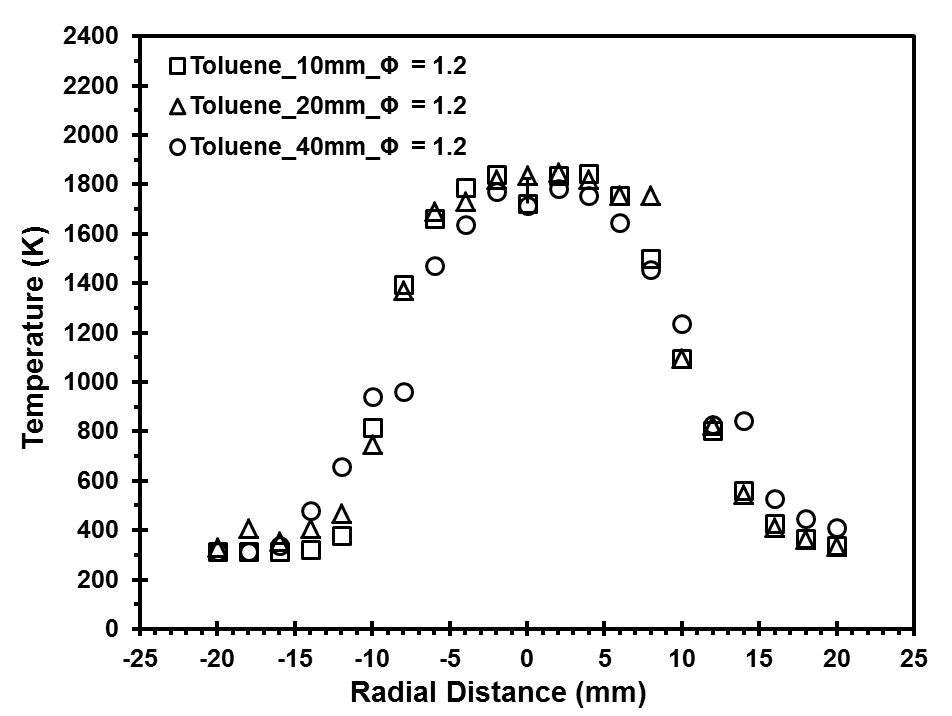 2400
2200
2000
1800
1600
1400
1200
1000
800
600
400
200
0
Temperature (K)
Toluene_10mm_Φ = 1.2
Toluene_20mm_Φ = 1.2
Toluene_40mm_Φ = 1.2
-25 -20 -15 -10 -5 0 5 10 15 20 25
Radial Distance (mm)